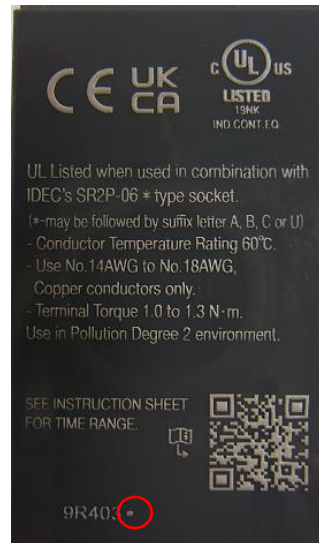 CE UK CA
C UL US
LISTED
19NK
IND.CONT.EQ.
UL Listed when used in combination with
IDEC's SR2P-06 * type socket.
(*-may be followed by suffix letter A, B, C or U)
- Conductor Temperature Rating 60°C.
- Use No.14AWG to No.18AWG,
Copper conductors only.
- Terminal Torque 1.0 to 1.3 N·m.
Use in Pollution Degree 2 environment.
SEE INSTRUCTION SHEET
FOR TIME RANGE.
9R403